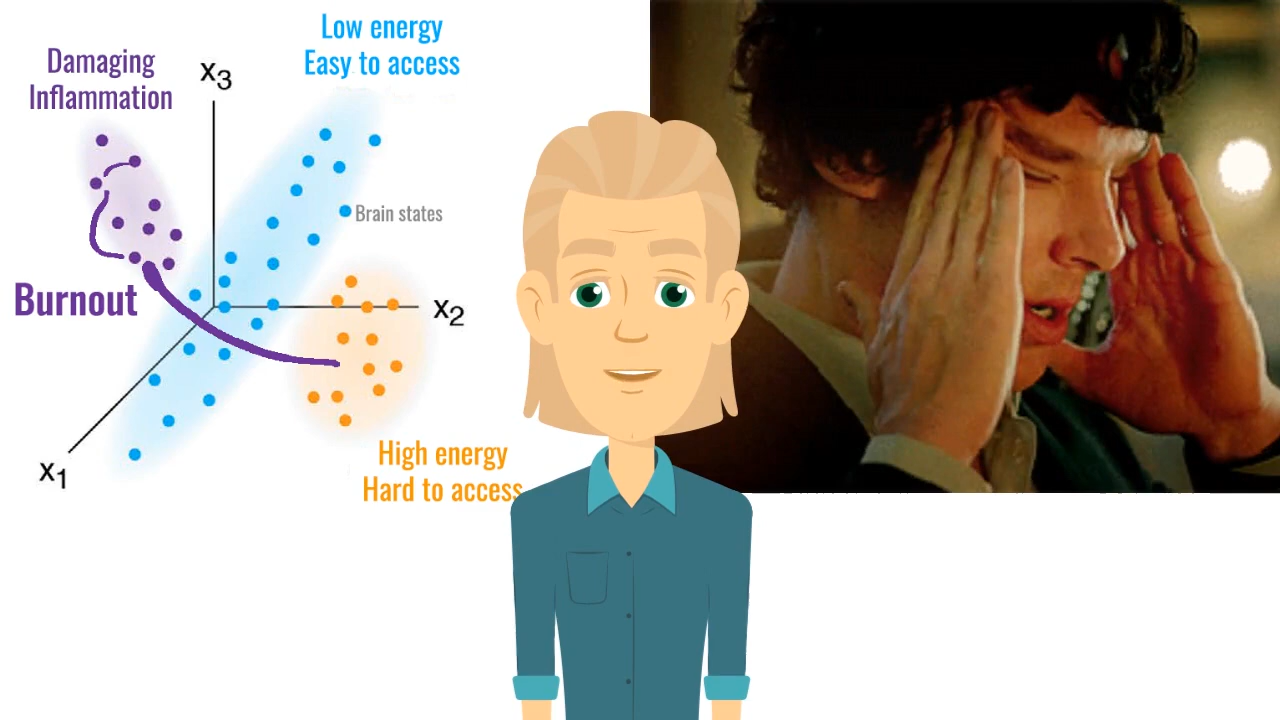 Low energy
Easy to access
Damaging
Inflammation
x3
Brain states
Burnout
x2
x1
High energy
Hard to access